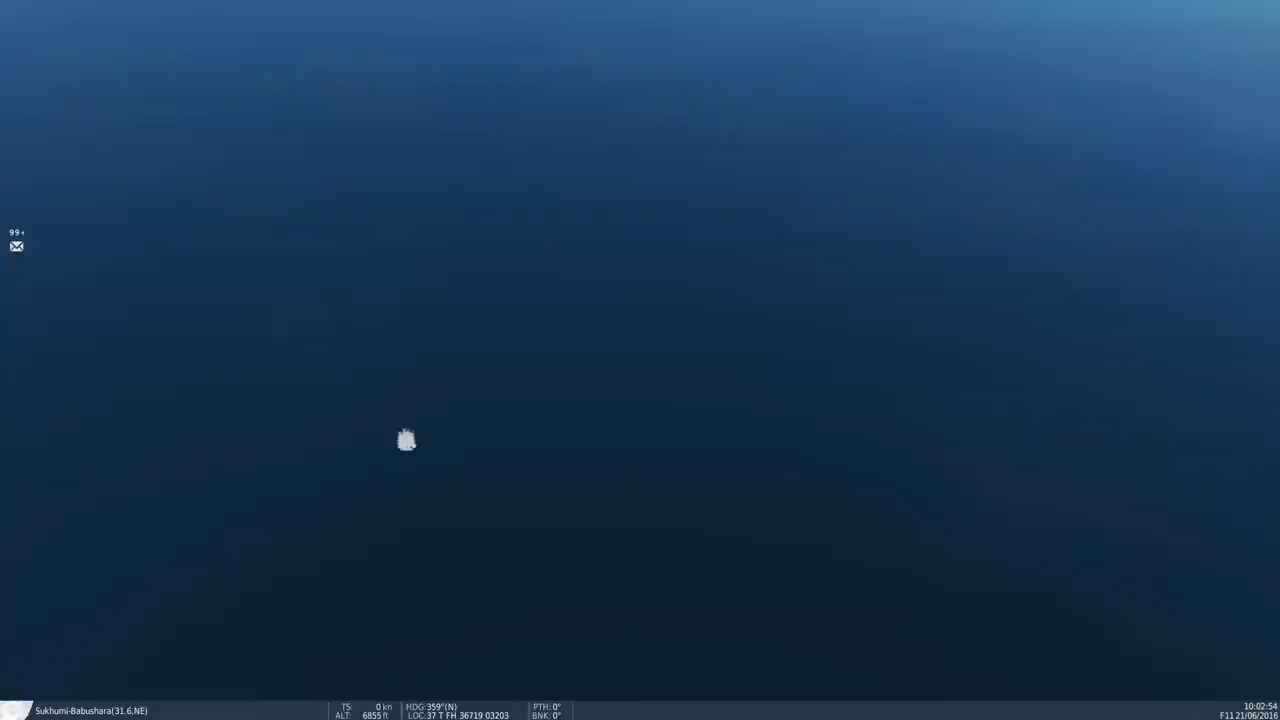 99+
Sukhumi-Babushara(31.6,NE)
TS: 0 kn
ALT: 6855 ft
HDG:359°(N)
LOC:37 T FH 36719 03203
PTH: 0°
BNK: 0°
10:02:54
F11 21/06/2016